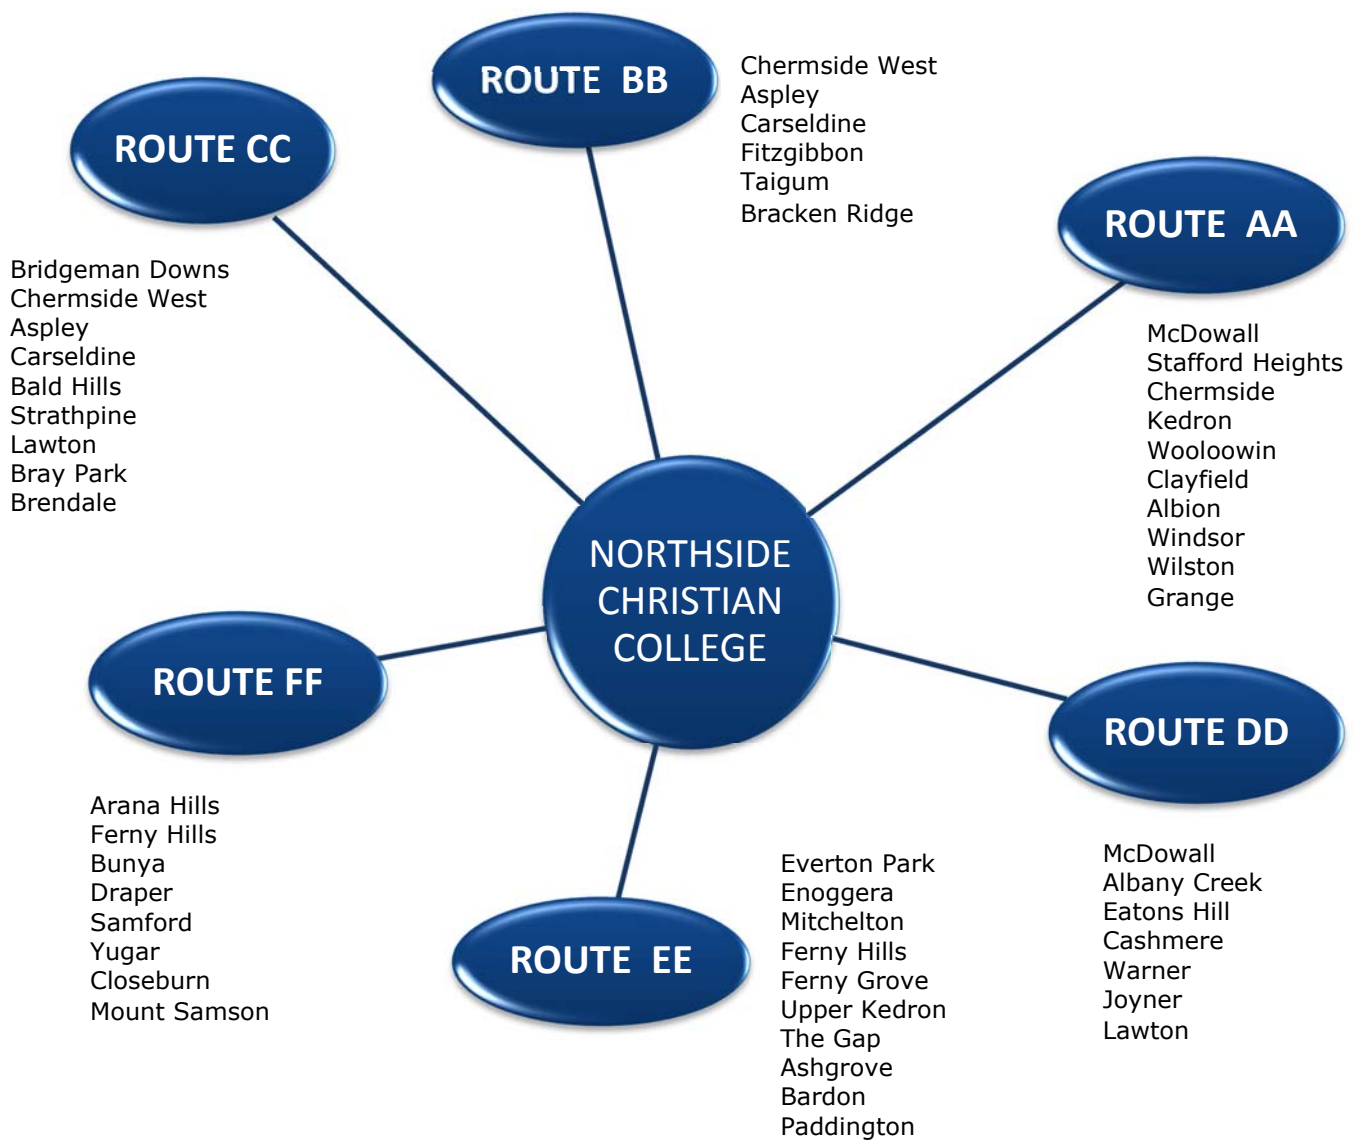 ROUTE BB
Chermside West
Aspley
Carseldine
Fitzgibbon
Taigum
Bracken Ridge
ROUTE CC
Bridgeman Downs
Chermside West
Aspley
Carseldine
Bald Hills
Strathpine
Lawton
Bray Park
Brendale
ROUTE AA
McDowall
Stafford Heights
Chermside
Kedron
Wooloowin
Clayfield
Albion
Windsor
Wilston
Grange
NORTHSIDE
CHRISTIAN
COLLEGE
ROUTE FF
Arana Hills
Ferny Hills
Bunya
Draper
Samford
Yugar
Closeburn
Mount Samson
ROUTE EE
Everton Park
Enoggera
Mitchelton
Ferny Hills
Ferny Grove
Upper Kedron
The Gap
Ashgrove
Bardon
Paddington
ROUTE DD
McDowall
Albany Creek
Eatons Hill
Cashmere
Warner
Joyner
Lawton